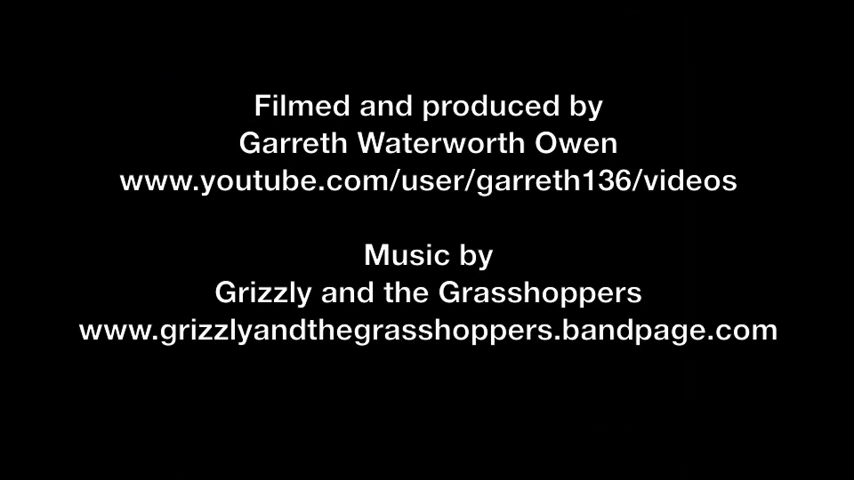 Filmed and produced by
Garreth Waterworth Owen
www.youtube.com/user/garreth136/videos
Music by
Grizzly and the Grasshoppers
www.grizzlyandthegrasshoppers.bandpage.com